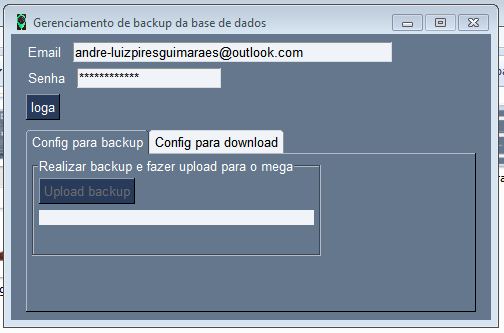 Gerenciamento de backup da base de dados
Email andre-luizpiresguimaraes@outlook.com
Senha ************
loga
Config para backup Config para download
Realizar backup e fazer upload para o mega
Upload backup